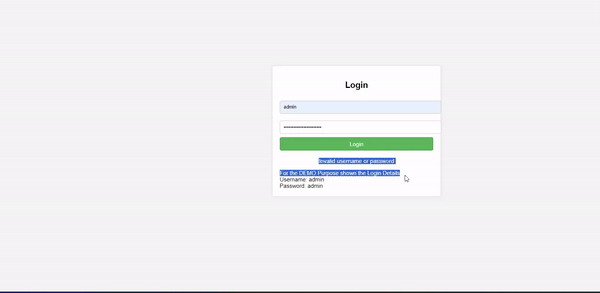 Login
admin
Login
Invalid username or password
For the DEMO Purpose shows the Login Details
Username: admin
Password: admin